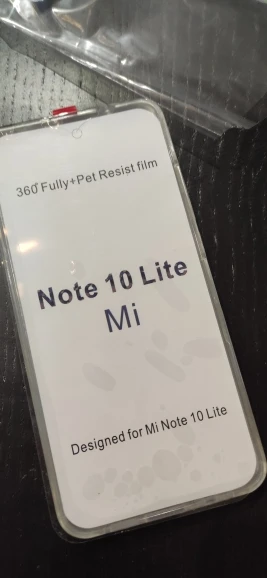 360°Fully+Pet Resist film
Note 10 Lite
Mi
Designed for Mi Note 10 Lite